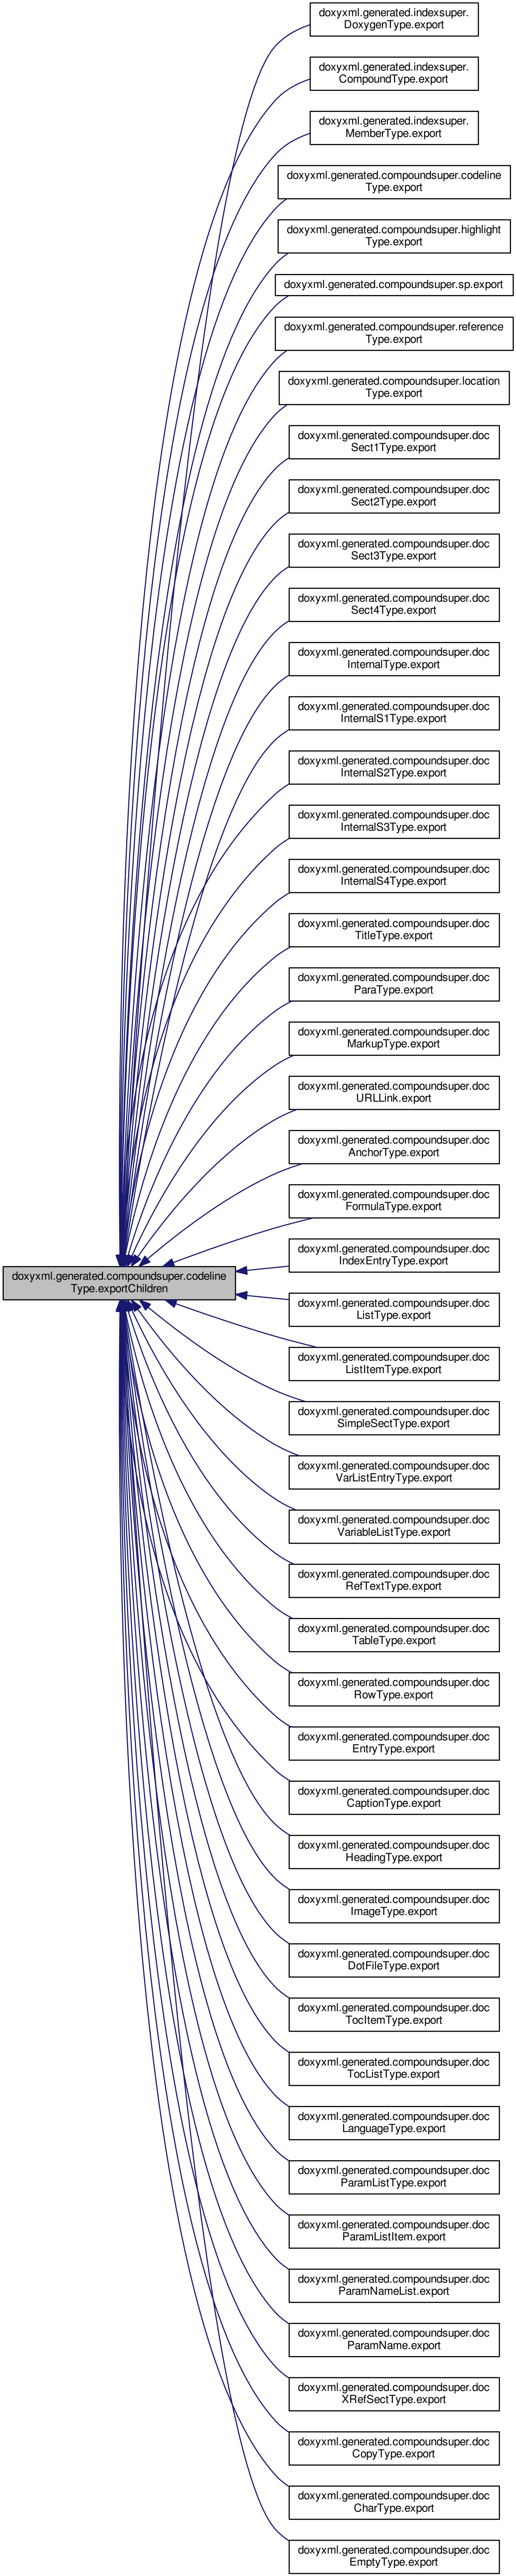 doxyxml.generated.indexsuper.
DoxygenType.export
doxyxml.generated.indexsuper.
CompoundType.export
doxyxml.generated.indexsuper.
MemberType.export
doxyxml.generated.compoundsuper.codeline
Type.export
doxyxml.generated.compoundsuper.highlight
Type.export
doxyxml.generated.compoundsuper.sp.export
doxyxml.generated.compoundsuper.reference
Type.export
doxyxml.generated.compoundsuper.location
Type.export
doxyxml.generated.compoundsuper.doc
Sect1Type.export
doxyxml.generated.compoundsuper.doc
Sect2Type.export
doxyxml.generated.compoundsuper.doc
Sect3Type.export
doxyxml.generated.compoundsuper.doc
Sect4Type.export
doxyxml.generated.compoundsuper.doc
InternalType.export
doxyxml.generated.compoundsuper.doc
InternalS1Type.export
doxyxml.generated.compoundsuper.doc
InternalS2Type.export
doxyxml.generated.compoundsuper.doc
InternalS3Type.export
doxyxml.generated.compoundsuper.doc
InternalS4Type.export
doxyxml.generated.compoundsuper.doc
TitleType.export
doxyxml.generated.compoundsuper.doc
ParaType.export
doxyxml.generated.compoundsuper.doc
MarkupType.export
doxyxml.generated.compoundsuper.doc
URLLink.export
doxyxml.generated.compoundsuper.doc
AnchorType.export
doxyxml.generated.compoundsuper.doc
FormulaType.export
doxyxml.generated.compoundsuper.doc
IndexEntryType.export
doxyxml.generated.compoundsuper.codeline
Type.exportChildren
doxyxml.generated.compoundsuper.doc
ListType.export
doxyxml.generated.compoundsuper.doc
ListItemType.export
doxyxml.generated.compoundsuper.doc
SimpleSectType.export
doxyxml.generated.compoundsuper.doc
VarListEntryType.export
doxyxml.generated.compoundsuper.doc
VariableListType.export
doxyxml.generated.compoundsuper.doc
RefTextType.export
doxyxml.generated.compoundsuper.doc
TableType.export
doxyxml.generated.compoundsuper.doc
RowType.export
doxyxml.generated.compoundsuper.doc
EntryType.export
doxyxml.generated.compoundsuper.doc
CaptionType.export
doxyxml.generated.compoundsuper.doc
HeadingType.export
doxyxml.generated.compoundsuper.doc
ImageType.export
doxyxml.generated.compoundsuper.doc
DotFileType.export
doxyxml.generated.compoundsuper.doc
TocItemType.export
doxyxml.generated.compoundsuper.doc
TocListType.export
doxyxml.generated.compoundsuper.doc
LanguageType.export
doxyxml.generated.compoundsuper.doc
ParamListType.export
doxyxml.generated.compoundsuper.doc
ParamListItem.export
doxyxml.generated.compoundsuper.doc
ParamNameList.export
doxyxml.generated.compoundsuper.doc
ParamName.export
doxyxml.generated.compoundsuper.doc
XRefSectType.export
doxyxml.generated.compoundsuper.doc
CopyType.export
doxyxml.generated.compoundsuper.doc
CharType.export
doxyxml.generated.compoundsuper.doc
EmptyType.export